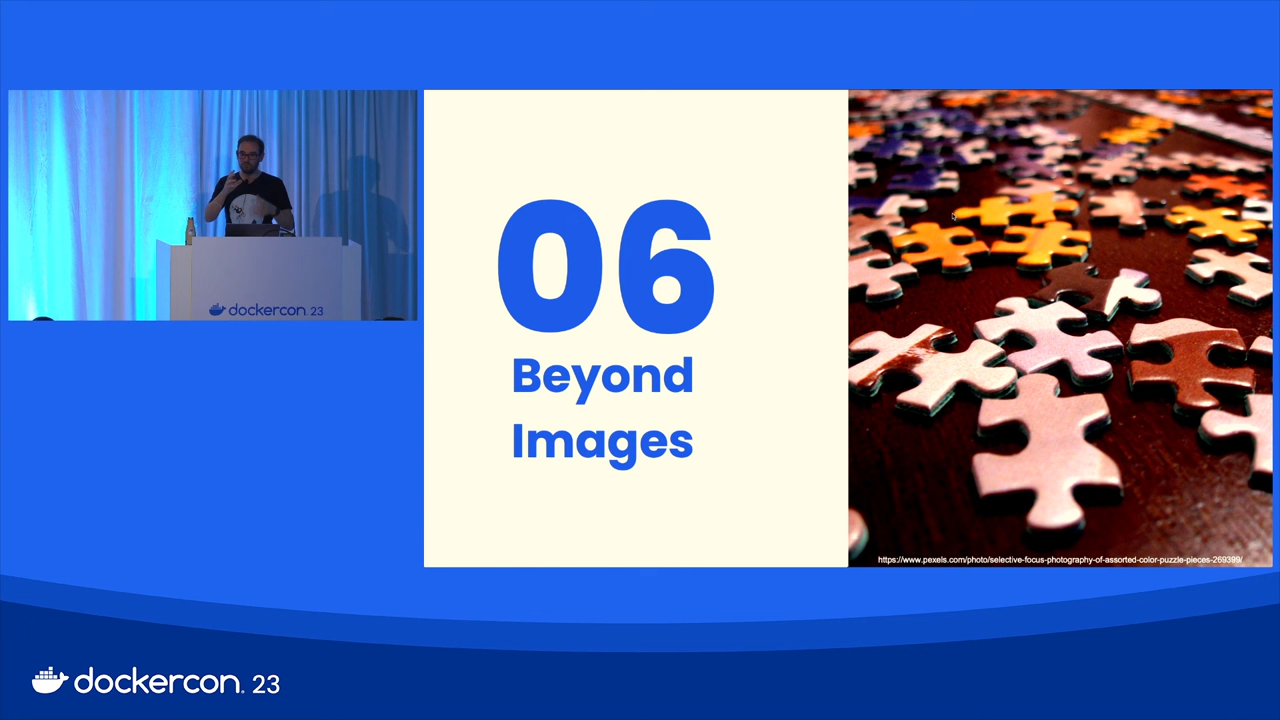 dockercon. 23
06
Beyond
Images
https://www.pexels.com/photo/selective-focus-photography-of-assorted-color-puzzle-pieces-269399/
dockercon. 23